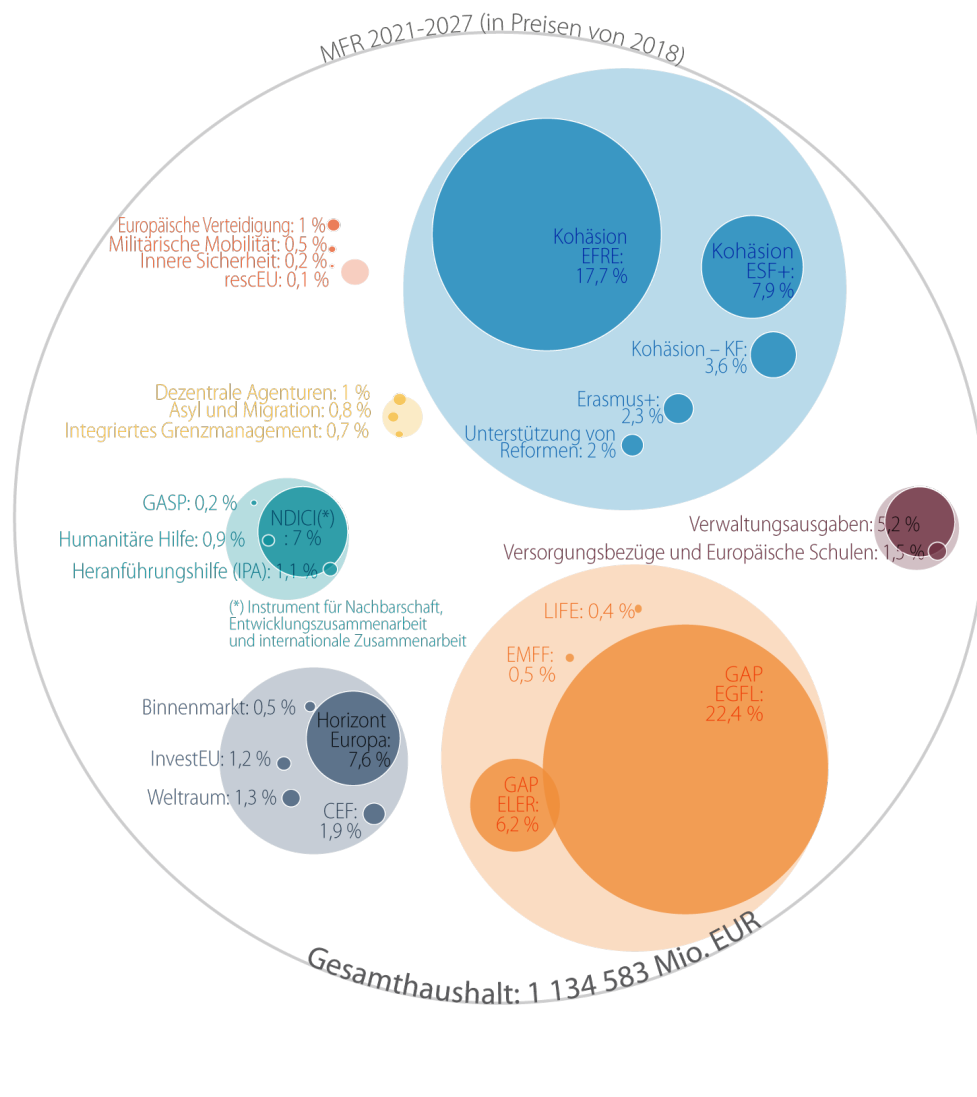 MFR 2021-2027 (in Preisen von 2018)
Kohäsion
EFRE:
17,7 %
Kohäsion
ESF+:
7,9 %
Kohäsion – KF:
3,6 %
Erasmus+:
2,3 %
Unterstützung von
Reformen: 2 %
Europäische Verteidigung: 1 %
Militärische Mobilität: 0,5 %
Innere Sicherheit: 0,2 %
rescEU: 0,1 %
Dezentrale Agenturen: 1 %
Asyl und Migration: 0,8 %
Integriertes Grenzmanagement: 0,7 %
GASP: 0,2 %
NDICI(*)
: 7 %
Humanitäre Hilfe: 0,9 %
Heranführungshilfe (IPA): 1,1 %
(*) Instrument für Nachbarschaft,
Entwicklungszusammenarbeit
und internationale Zusammenarbeit
Verwaltungsausgaben: 5,2 %
Versorgungsbezüge und Europäische Schulen: 1,5 %
LIFE: 0,4 %
EMFF:
0,5 %
GAP
EGFL:
22,4 %
GAP
ELER:
6,2 %
Binnenmarkt: 0,5 %
Horizont
Europa:
7,6 %
InvestEU: 1,2 %
Weltraum: 1,3 %
CEF:
1,9 %
Gesamthaushalt: 1 134 583 Mio. EUR